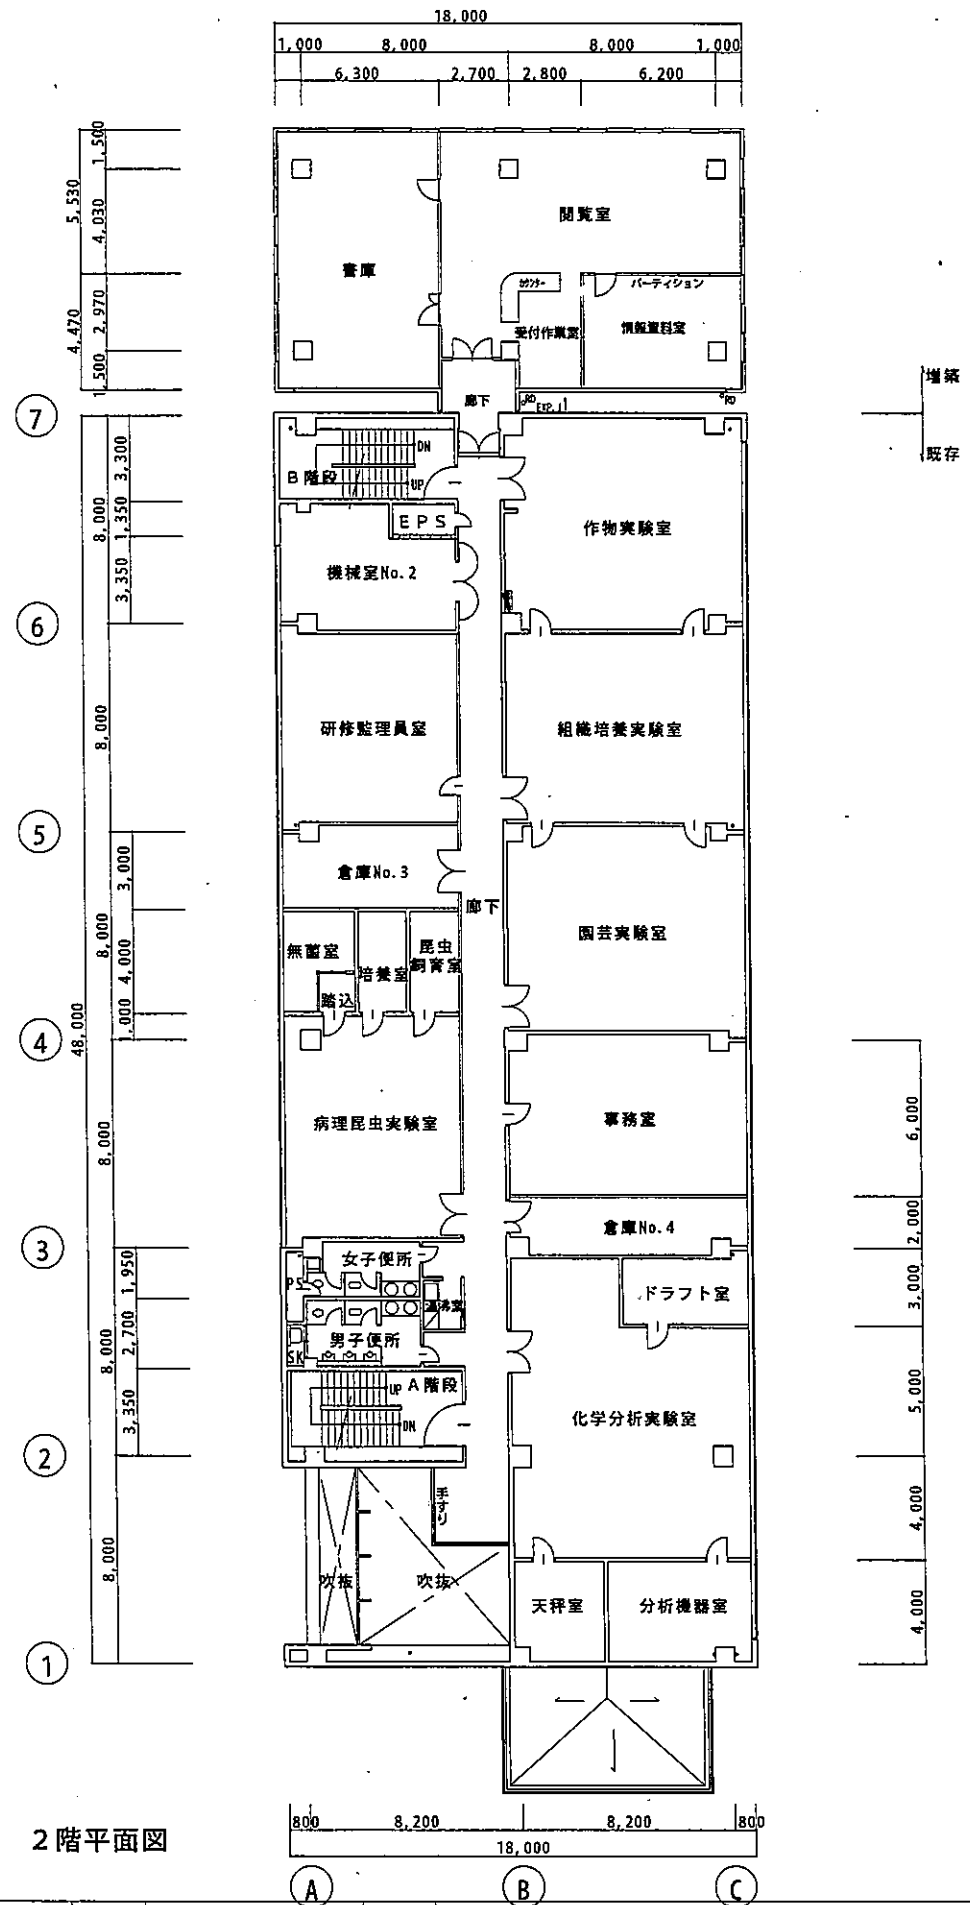 18,000
1,000 8,000 8,000 1,000
6,300 2,700 2,800 6,200
1,500
5,530
4,030
閲覧室
書庫
カウンター
パーティション
2,970
4,470
受付作業室
情報資料室
1,500
増築
廊下
RD
EXP.J
RD
7
既存
DN
3,300
B階段
UP
8,000
EPS
1,350
作物実験室
機械室No.2
3,350
6
研修監理員室
組織培養実験室
8,000
5
倉庫No.3
3,000
廊下
園芸実験室
無菌室
培養室
昆虫
飼育室
8,000
4,000
踏込
1,000
48,000
4
病理昆虫実験室
事務室
6,000
8,000
倉庫No.4
2,000
3
女子便所
1,950
PS
湯沸室
ドラフト室
3,000
2,700
男子便所
SK
8,000
UP
A階段
3,350
DN
化学分析実験室
5,000
2
手すり
4,000
8,000
吹抜
吹抜
天秤室
分析機器室
4,000
1
800 8,200 8,200 800
18,000
2階平面図
A B C